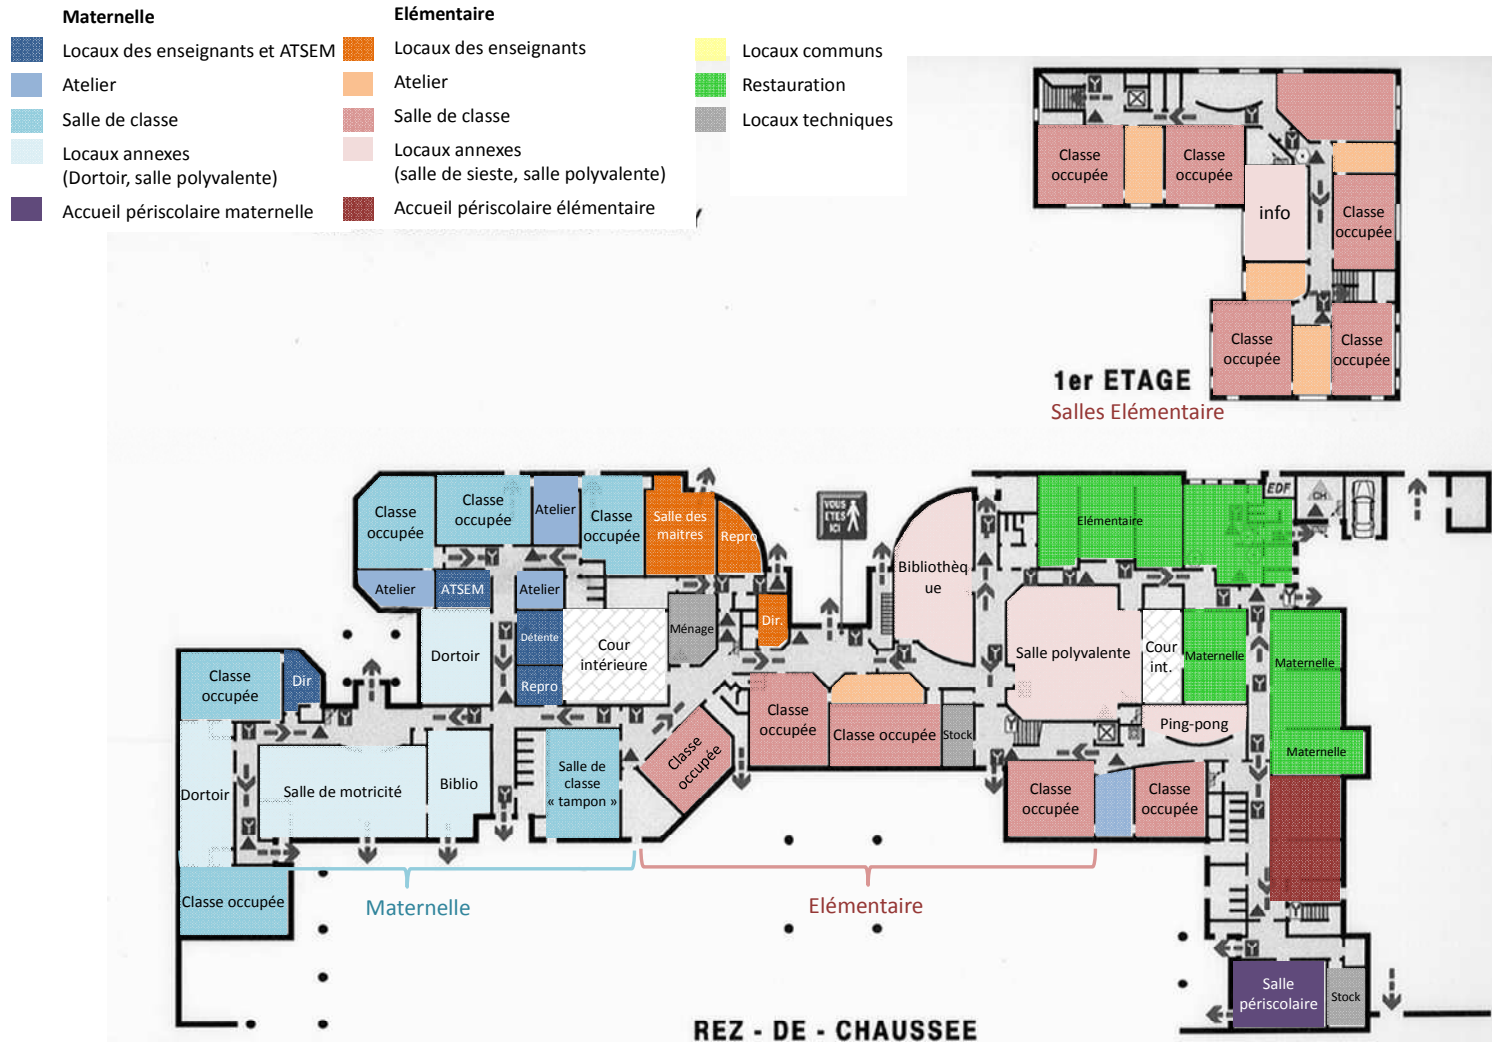 Maternelle
Locaux des enseignants et ATSEM
Atelier
Salle de classe
Locaux annexes
(Dortoir, salle polyvalente)
Accueil périscolaire maternelle
Elémentaire
Locaux des enseignants
Atelier
Salle de classe
Locaux annexes
(salle de sieste, salle polyvalente)
Accueil périscolaire élémentaire
Locaux communs
Restauration
Locaux techniques
Classe
occupée
Classe
occupée
info
Classe
occupée
Classe
occupée
Classe
occupée
1er ETAGE
Salles Elémentaire
Classe
occupée
Classe
occupée
Atelier
Classe
occupée
Salle des
maitres
Repro
VOUS
ETES
ICI
Bibliothèq
ue
Elémentaire
EDF
CH
Atelier
ATSEM
Atelier
Dortoir
Détente
Repro
Cour
intérieure
Ménage
Dir.
Salle polyvalente
Cour
int.
Maternelle
Maternelle
Classe
occupée
Dir
Dortoir
Salle de motricité
Biblio
Salle de
classe
« tampon »
Classe
occupée
Classe
occupée
Classe occupée
Stock
Ping-pong
Maternelle
Classe
occupée
Classe
occupée
Classe occupée
Maternelle
Elémentaire
Salle
périscolaire
Stock
REZ - DE - CHAUSSEE